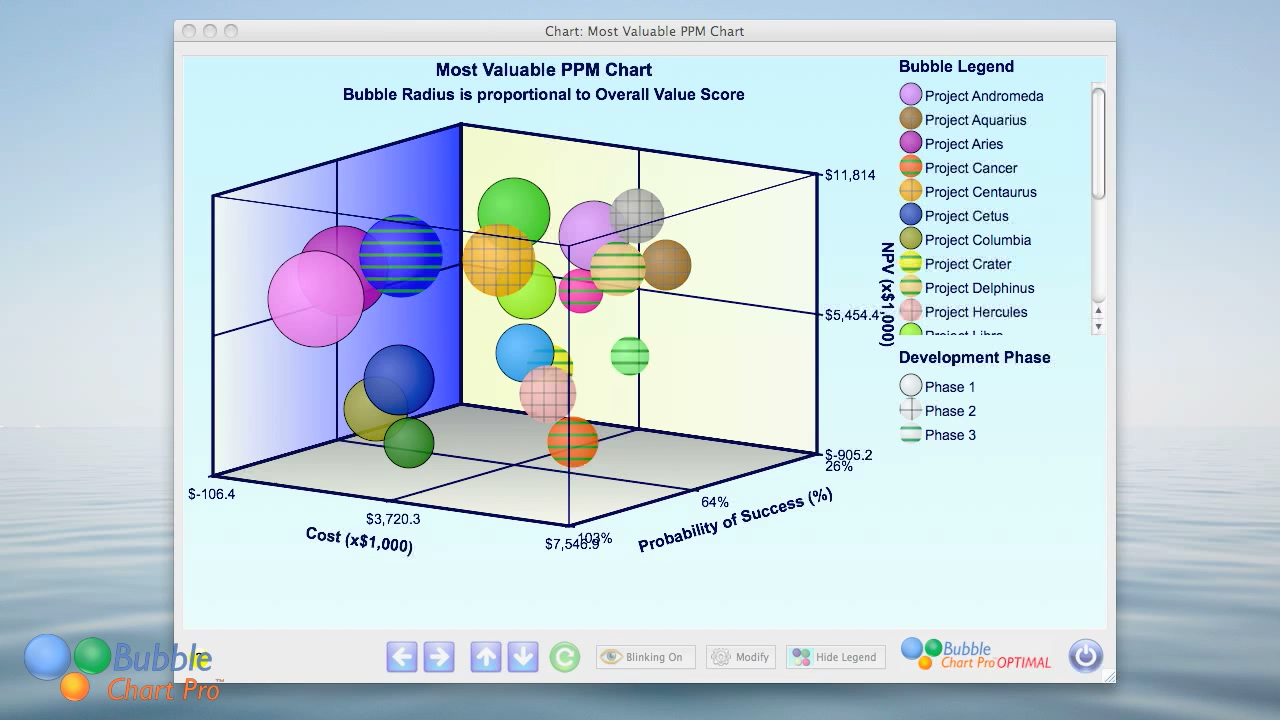 Chart: Most Valuable PPM Chart
Most Valuable PPM Chart
Bubble Radius is proportional to Overall Value Score
Bubble Legend
Project Andromeda
Project Aquarius
Project Aries
Project Cancer
Project Centaurus
Project Cetus
Project Columbia
Project Crater
Project Delphinus
Project Hercules
Project Libra
Development Phase
Phase 1
Phase 2
Phase 3
$11,814
NPV (x$1,000)
$5,454.4
$-905.2
26%
64%
103%
Probability of Success (%)
$-106.4
$3,720.3
$7,546.9
Cost (x$1,000)
Blinking On
Modify
Hide Legend
Bubble
Chart Pro OPTIMAL
Bubble
Chart Pro™